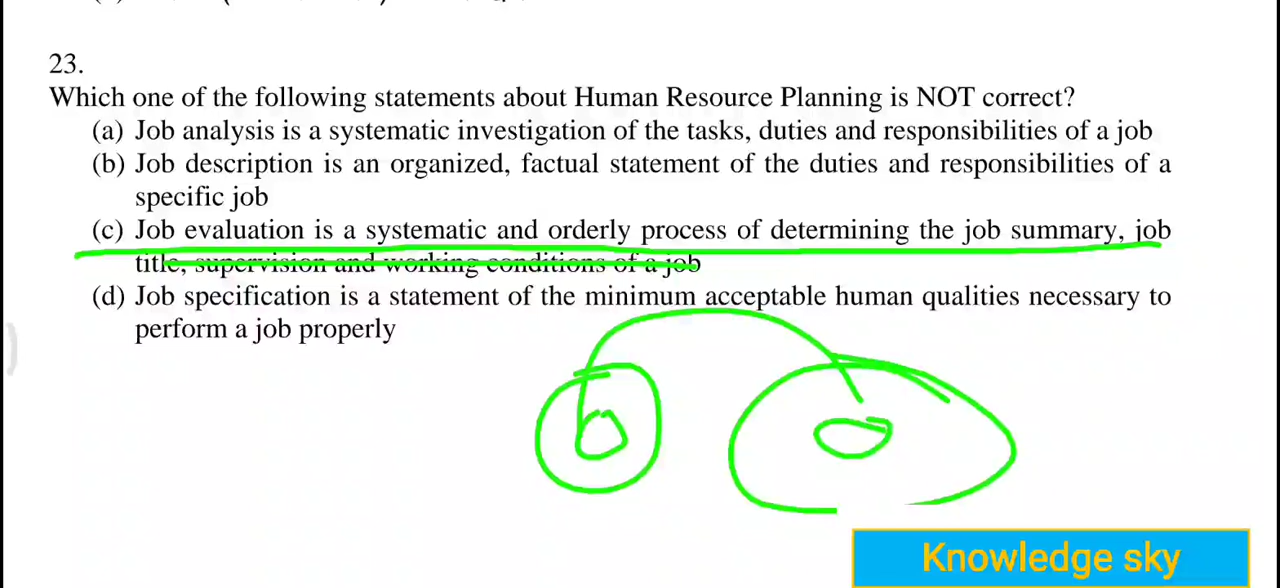 23.
Which one of the following statements about Human Resource Planning is NOT correct?
(a) Job analysis is a systematic investigation of the tasks, duties and responsibilities of a job
(b) Job description is an organized, factual statement of the duties and responsibilities of a
specific job
(c) Job evaluation is a systematic and orderly process of determining the job summary, job
title, supervision and working conditions of a job
(d) Job specification is a statement of the minimum acceptable human qualities necessary to
perform a job properly
Knowledge sky